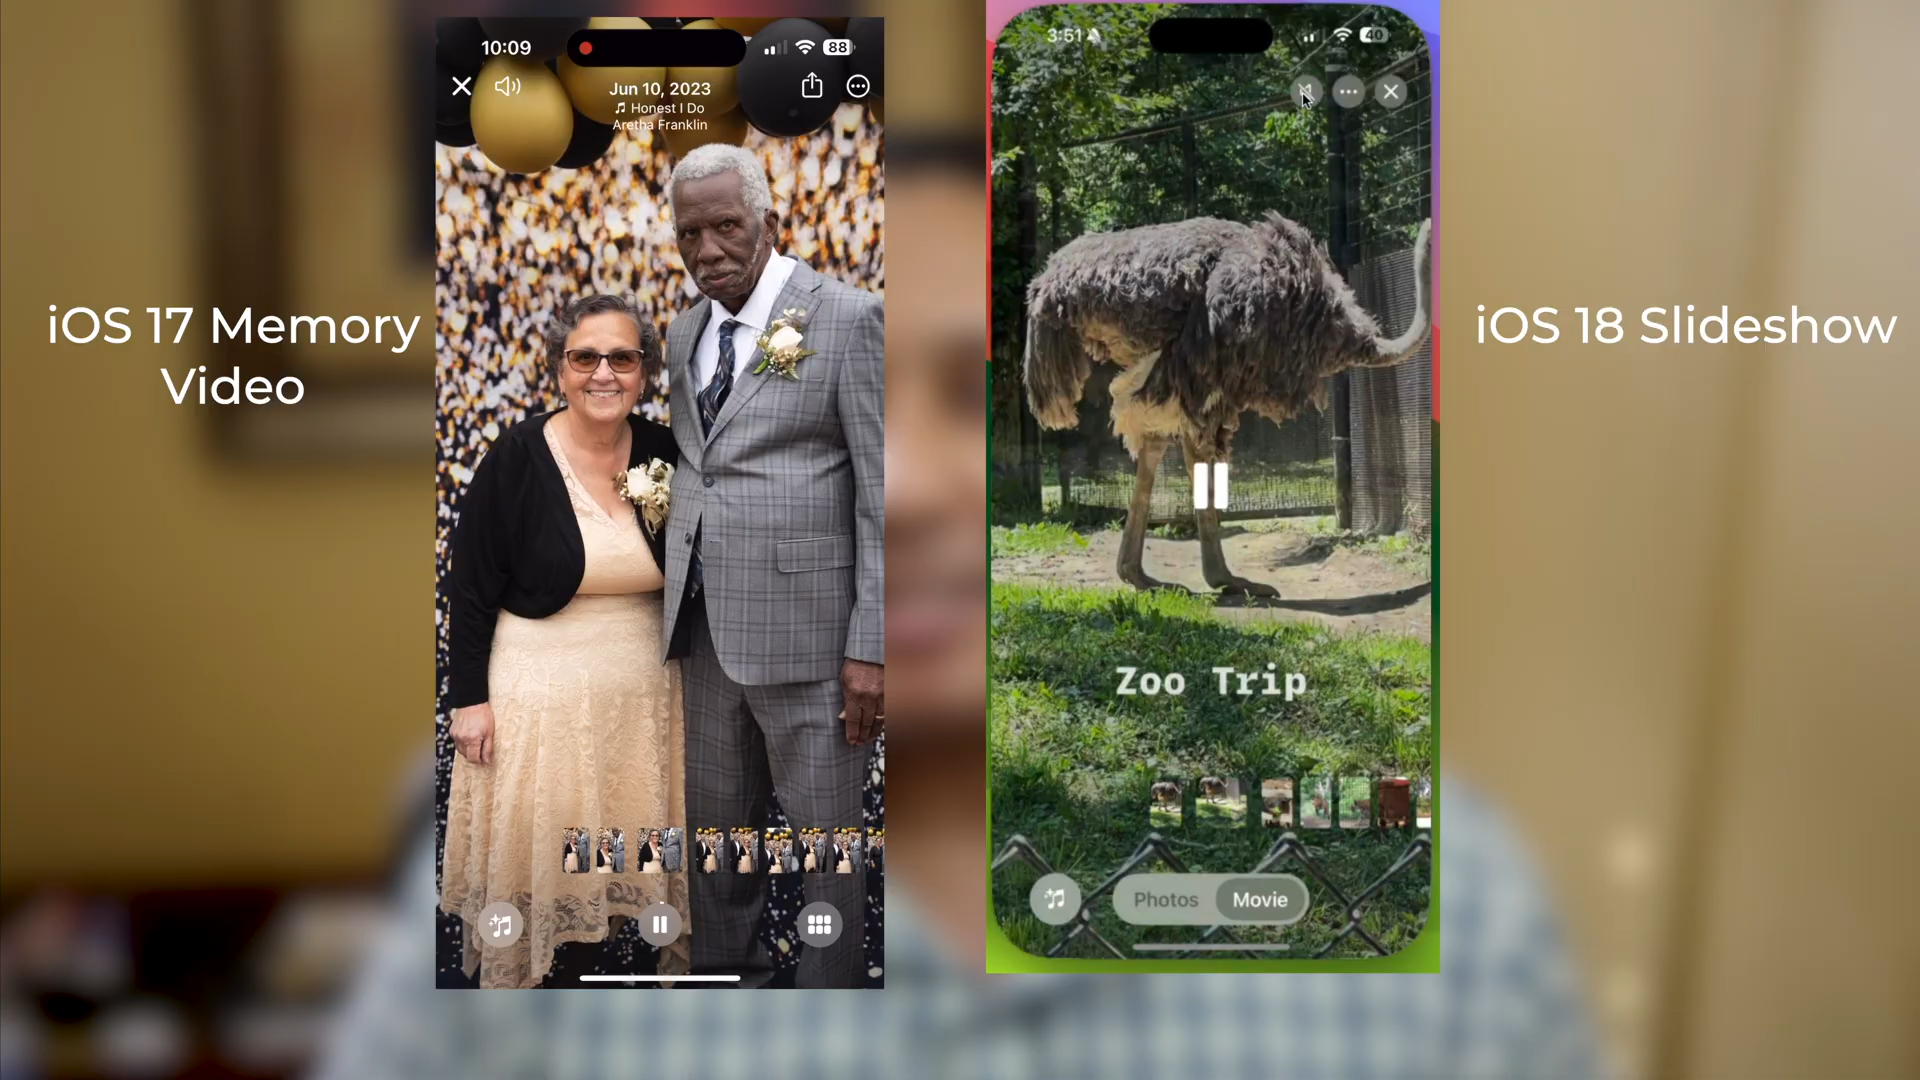 iOS 17 Memory
Video
10:09
88
Jun 10, 2023
Honest I Do
Aretha Franklin
3:51
40
Zoo Trip
Photos
Movie
iOS 18 Slideshow